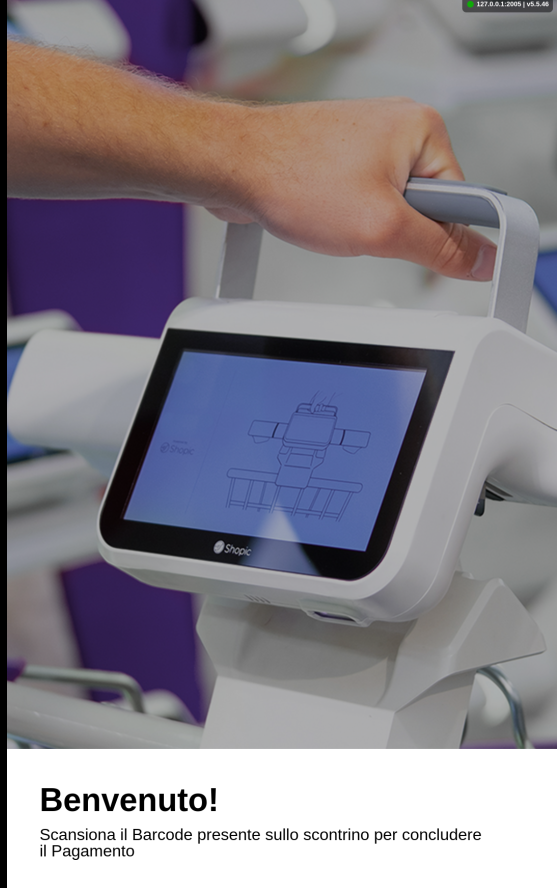 127.0.0.1:2005 | v5.5.46
Shopic
Shopic
Benvenuto!
Scansiona il Barcode presente sullo scontrino per concludere
il Pagamento